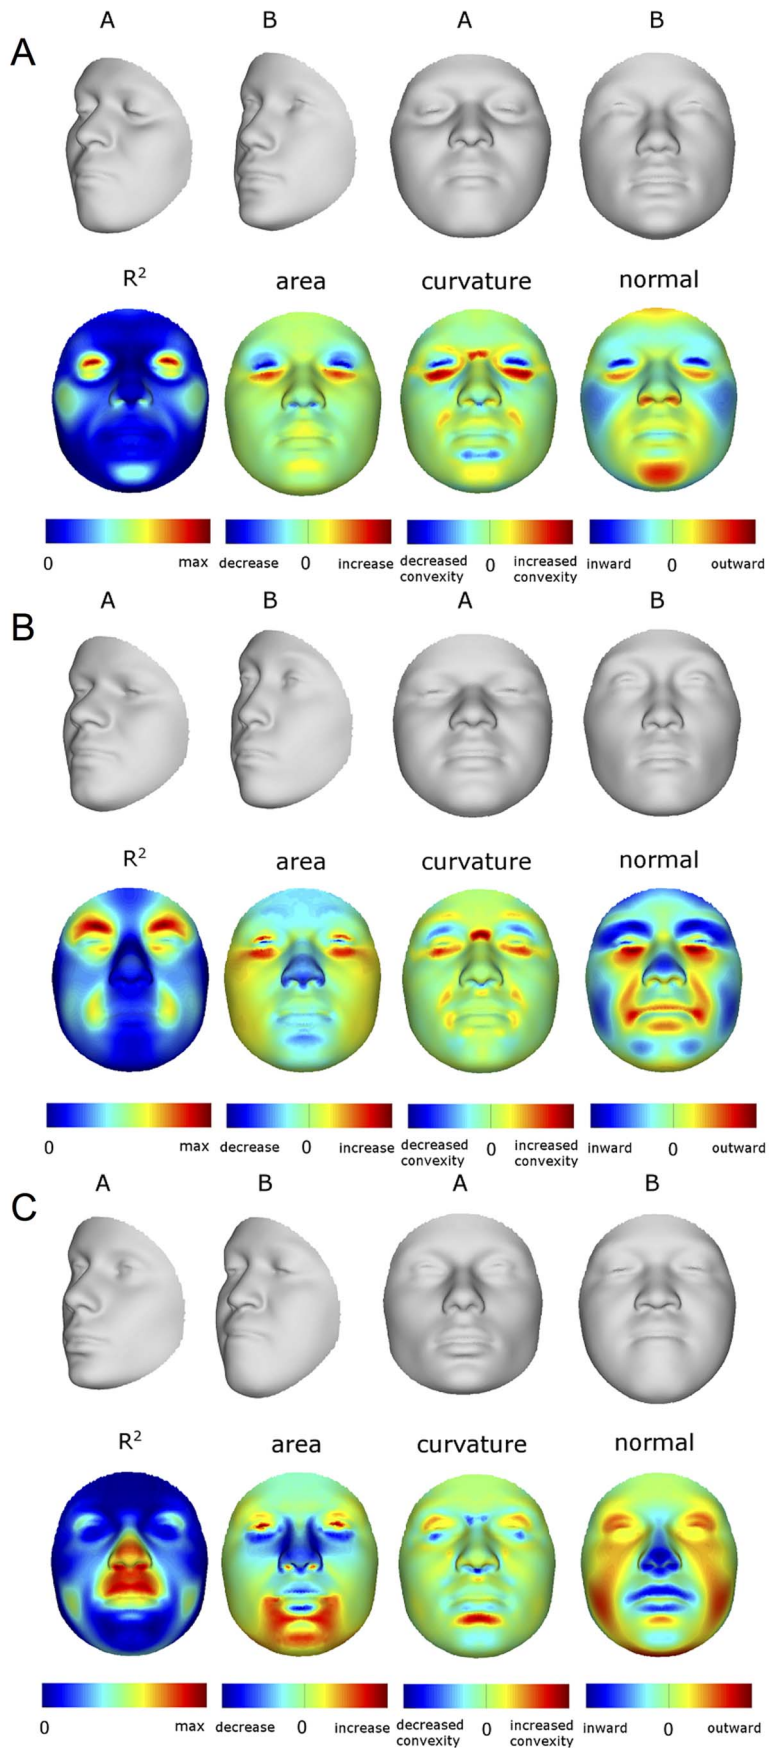 A B A B
A
R² area curvature normal
0 max decrease 0 increase decreased convexity 0 increased convexity inward 0 outward
A B A B
B
R² area curvature normal
0 max decrease 0 increase decreased convexity 0 increased convexity inward 0 outward
A B A B
C
R² area curvature normal
0 max decrease 0 increase decreased convexity 0 increased convexity inward 0 outward